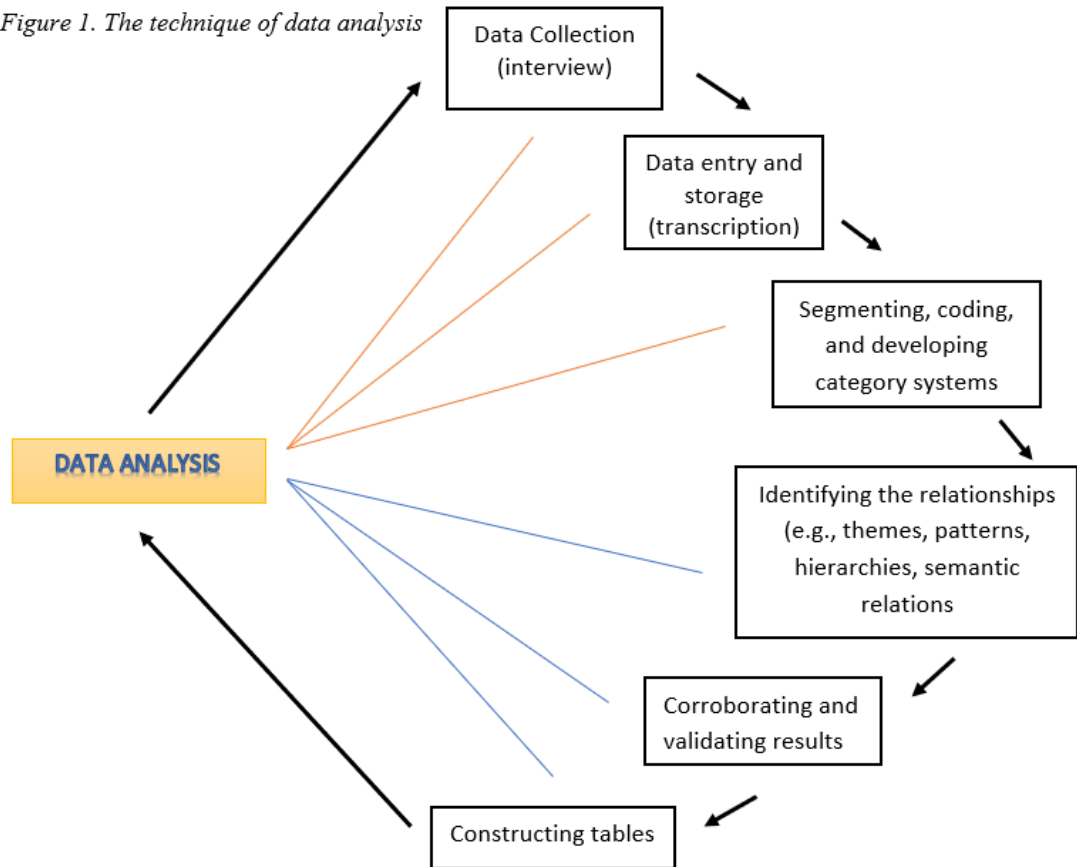 Figure 1. The technique of data analysis
Data Collection
(interview)
Data entry and
storage
(transcription)
Segmenting, coding,
and developing
category systems
DATA ANALYSIS
Identifying the relationships
(e.g., themes, patterns,
hierarchies, semantic
relations
Corroborating and
validating results
Constructing tables